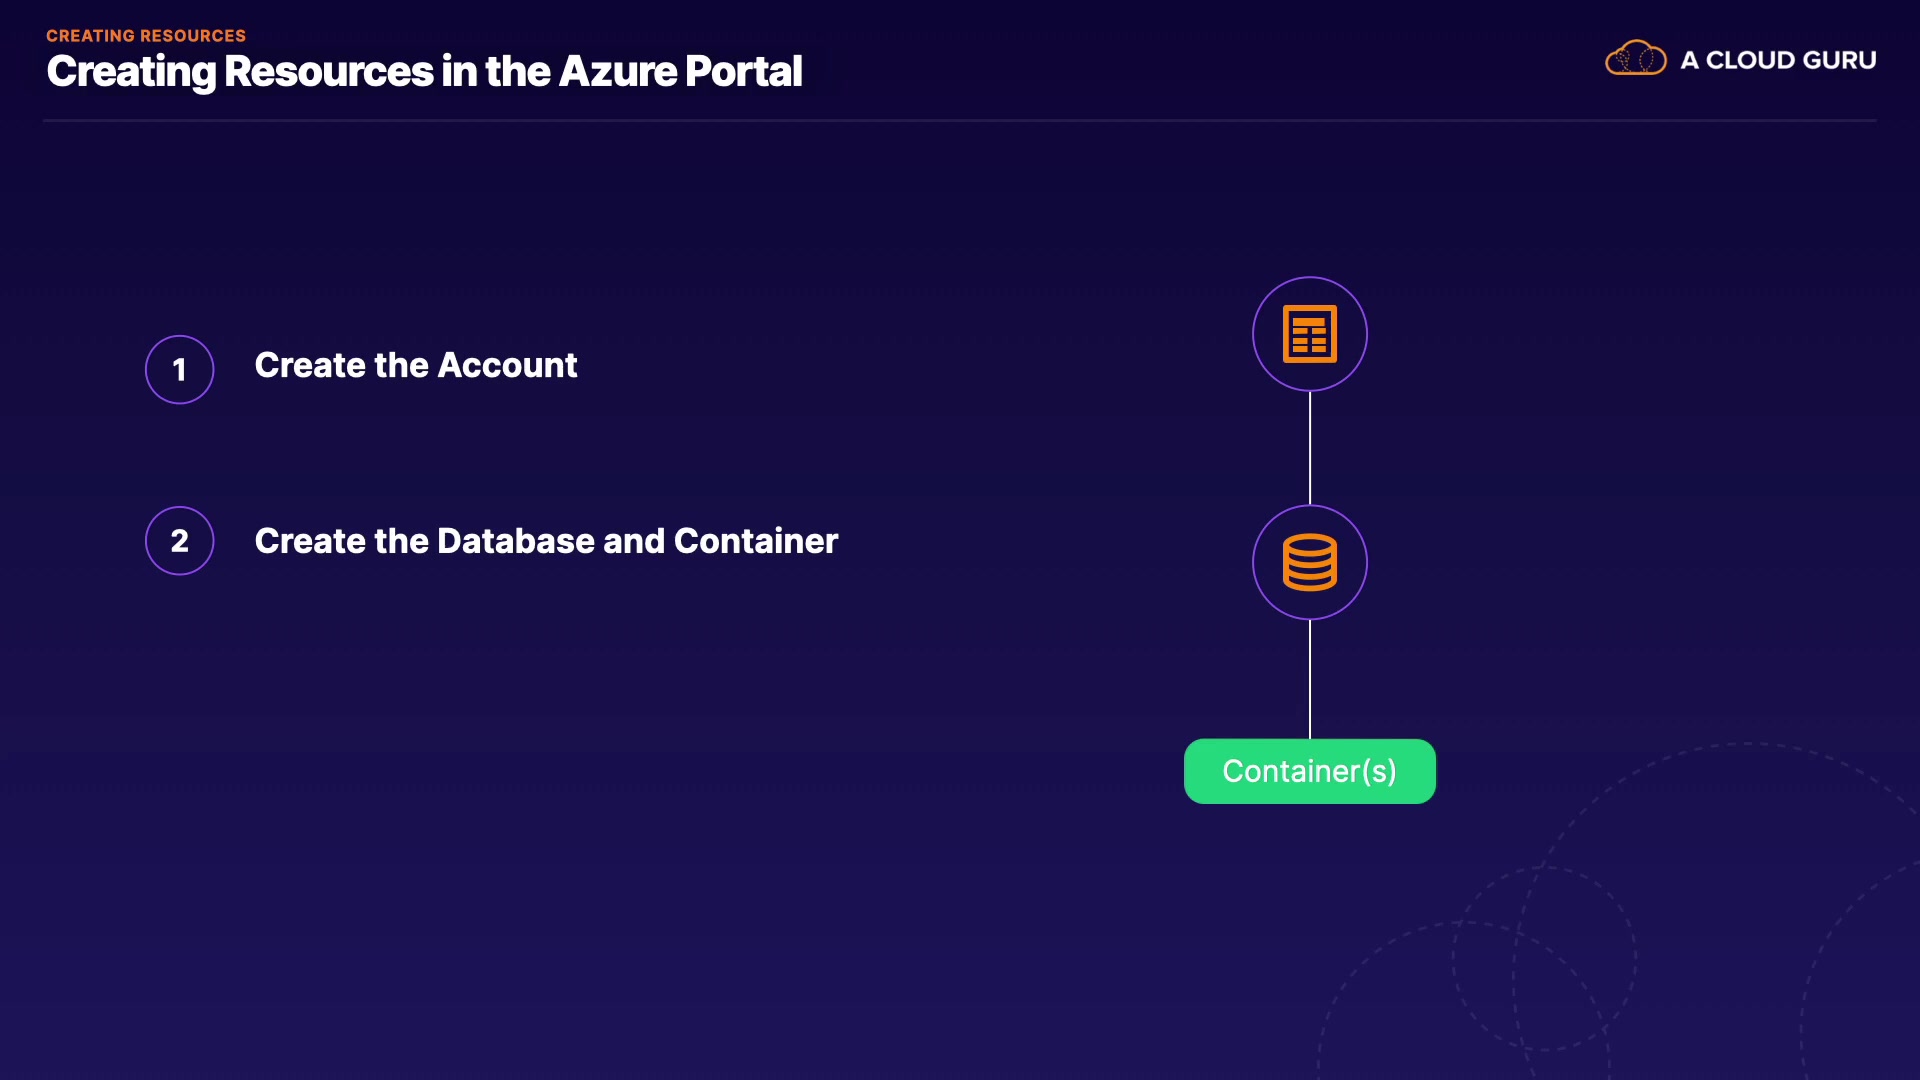 CREATING RESOURCES
Creating Resources in the Azure Portal
A CLOUD GURU
1
Create the Account
2
Create the Database and Container
Container(s)